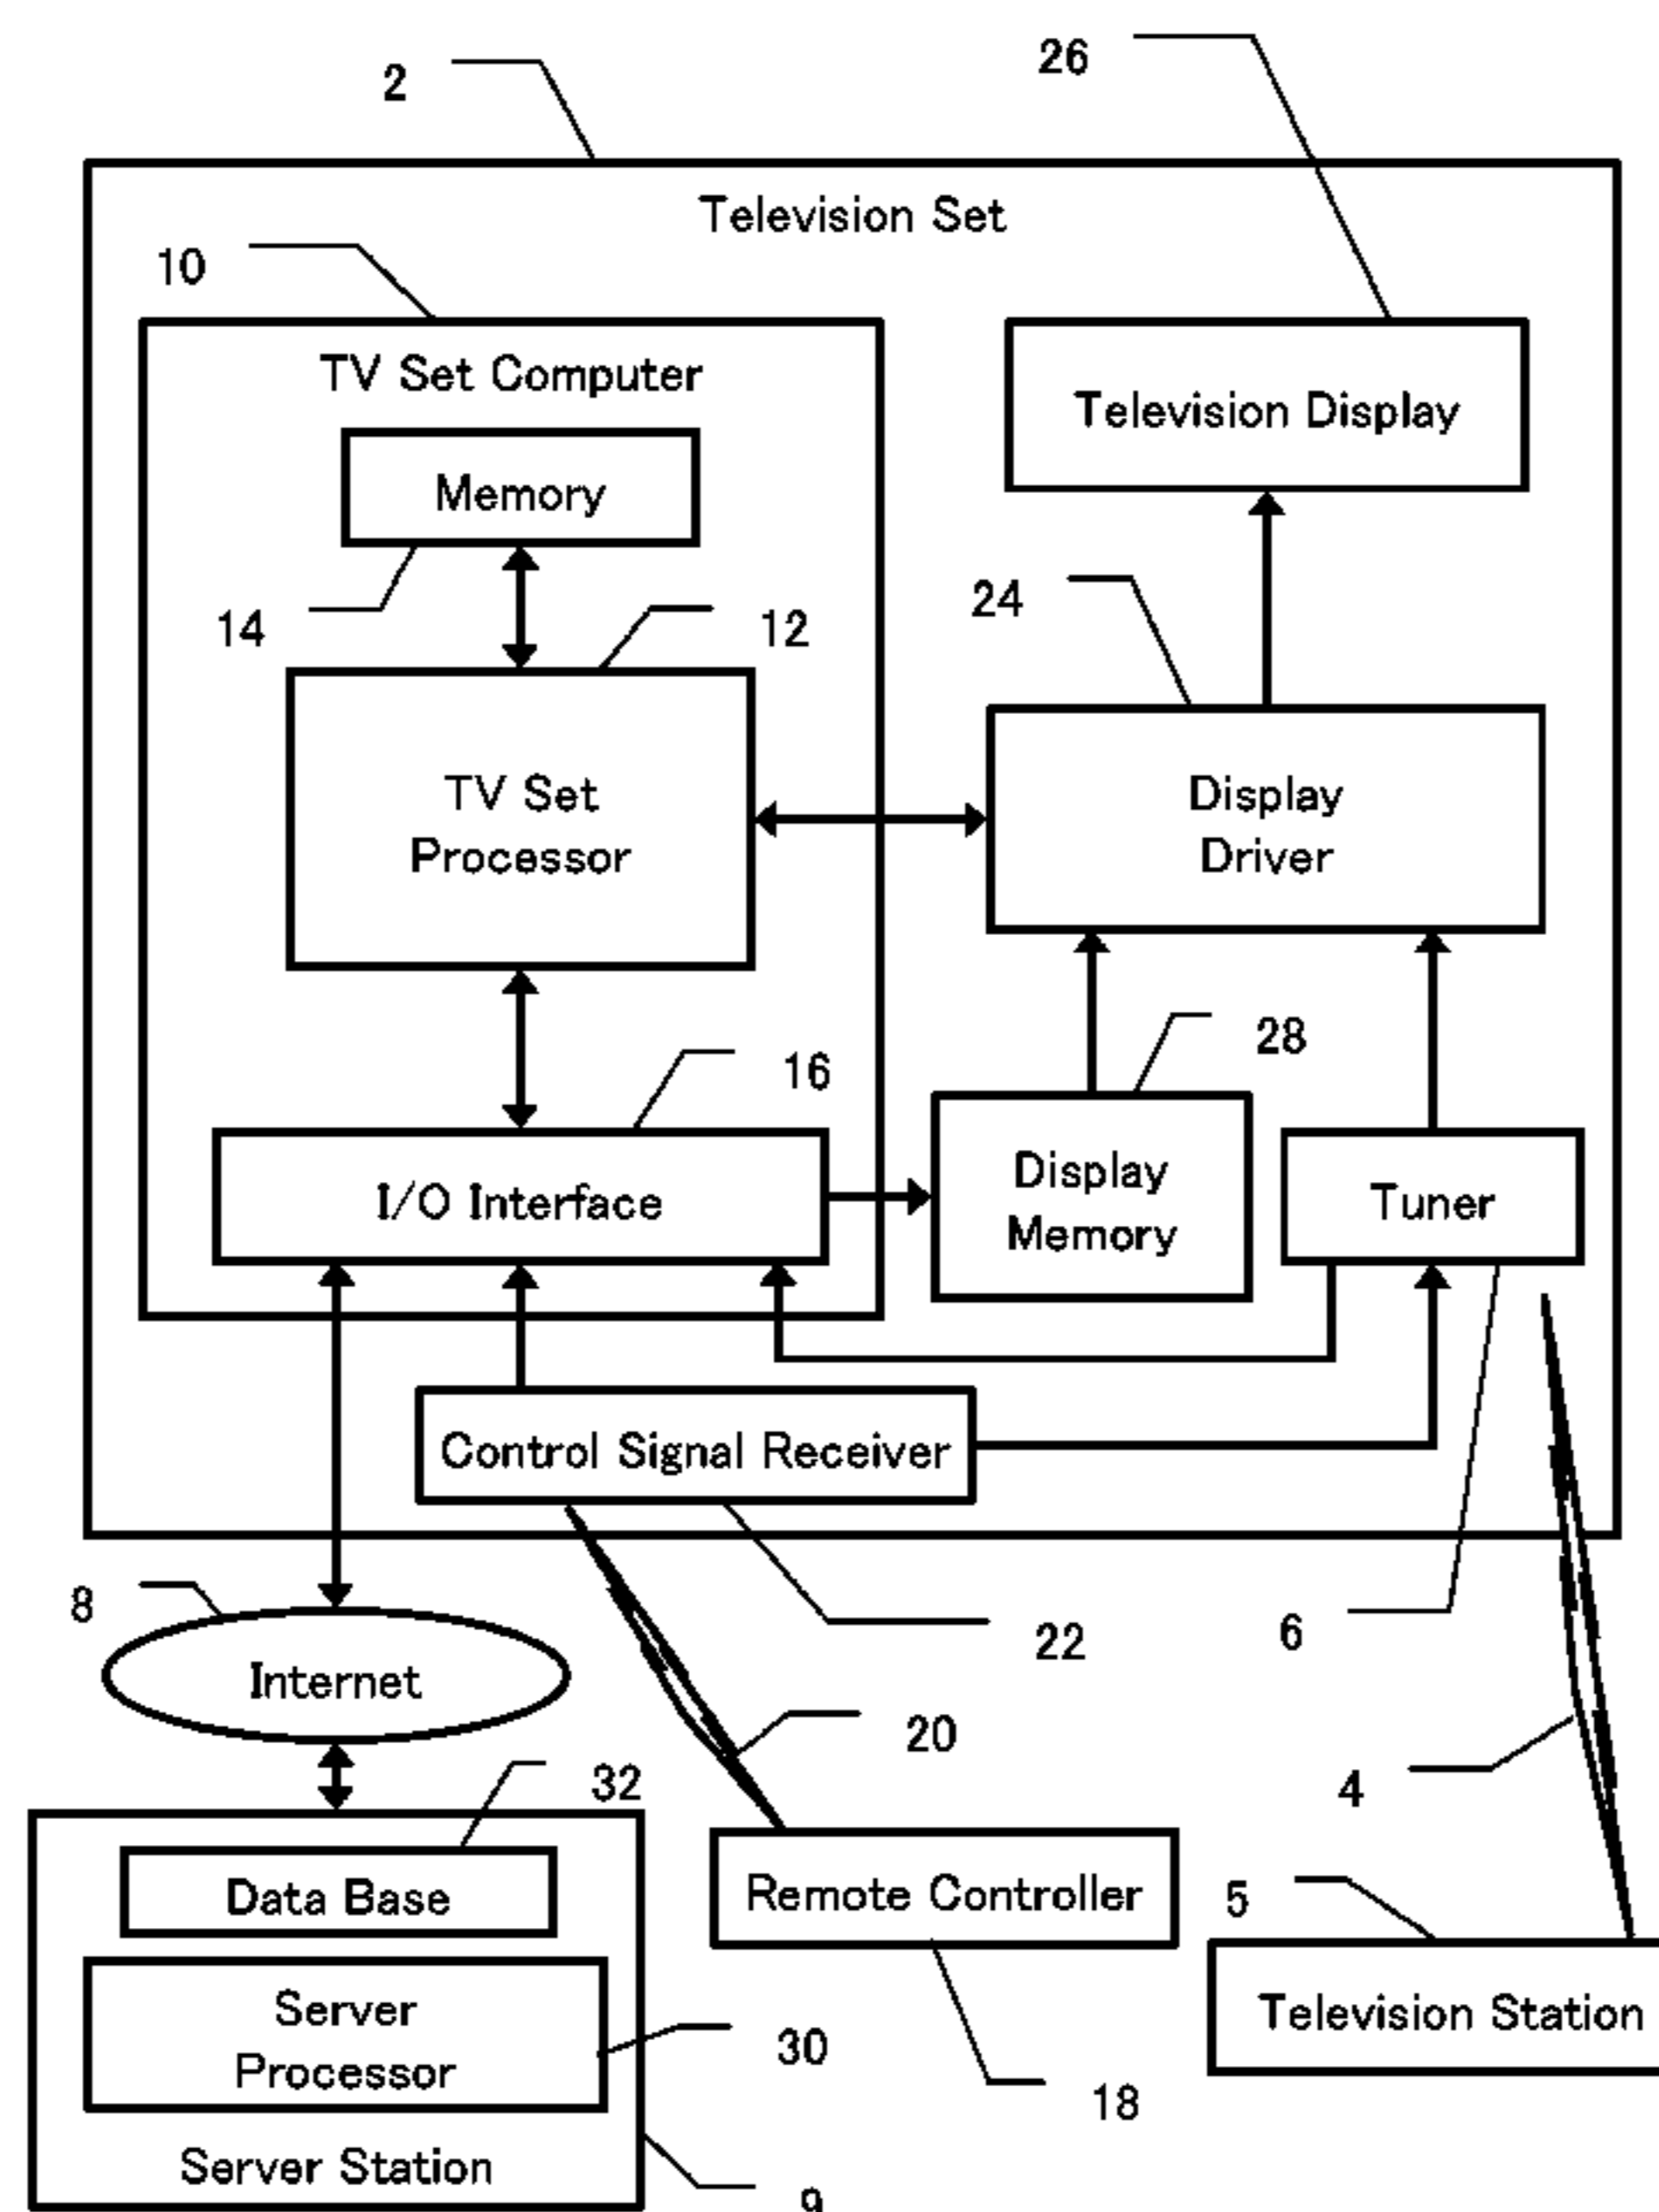 2
26
Television Set
10
TV Set Computer
Television Display
Memory
14
12
24
TV Set
Processor
Display
Driver
16
28
I/O Interface
Display
Memory
Tuner
Control Signal Receiver
8
22
6
Internet
20
4
32
Data Base
Remote Controller
5
Server
Processor
30
Television Station
18
Server Station
9